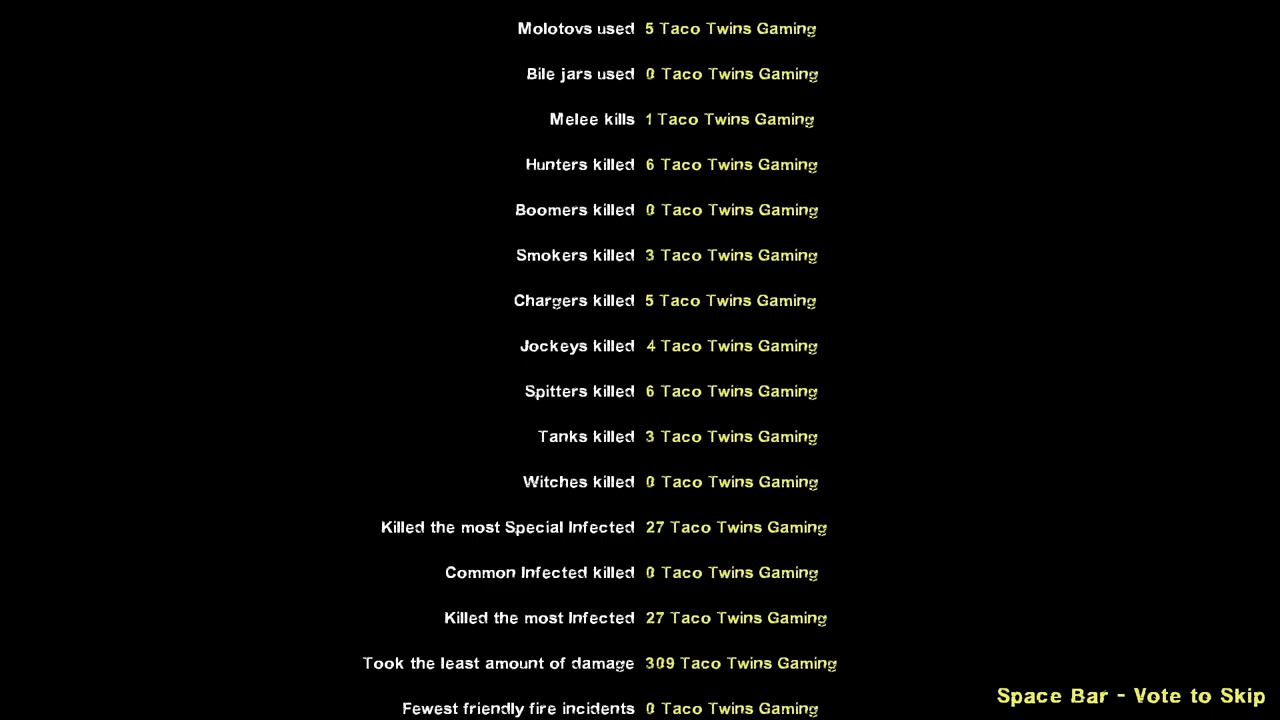 Molotovs used 5 Taco Twins Gaming
Bile jars used 0 Taco Twins Gaming
Melee kills 1 Taco Twins Gaming
Hunters killed 6 Taco Twins Gaming
Boomers killed 0 Taco Twins Gaming
Smokers killed 3 Taco Twins Gaming
Chargers killed 5 Taco Twins Gaming
Jockeys killed 4 Taco Twins Gaming
Spitters killed 6 Taco Twins Gaming
Tanks killed 3 Taco Twins Gaming
Witches killed 0 Taco Twins Gaming
Killed the most Special Infected 27 Taco Twins Gaming
Common Infected killed 0 Taco Twins Gaming
Killed the most Infected 27 Taco Twins Gaming
Took the least amount of damage 309 Taco Twins Gaming
Space Bar - Vote to Skip
Fewest friendly fire incidents 0 Taco Twins Gaming